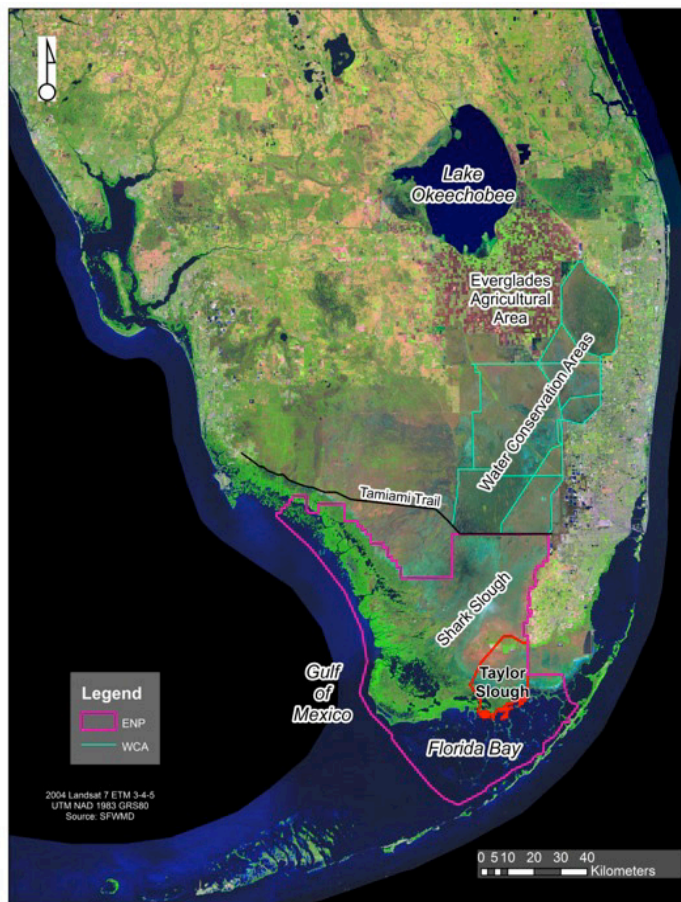 Lake
Okeechobee
Everglades
Agricultural
Area
Water Conservation Areas
Tamiami Trail
Shark Slough
Taylor
Slough
Gulf
of
Mexico
Florida Bay
Legend
ENP
WCA
2004 Landsat 7 ETM 3-4-5
UTM NAD 1983 GRS80
Source: SFWMD
0 5 10 20 30 40
Kilometers